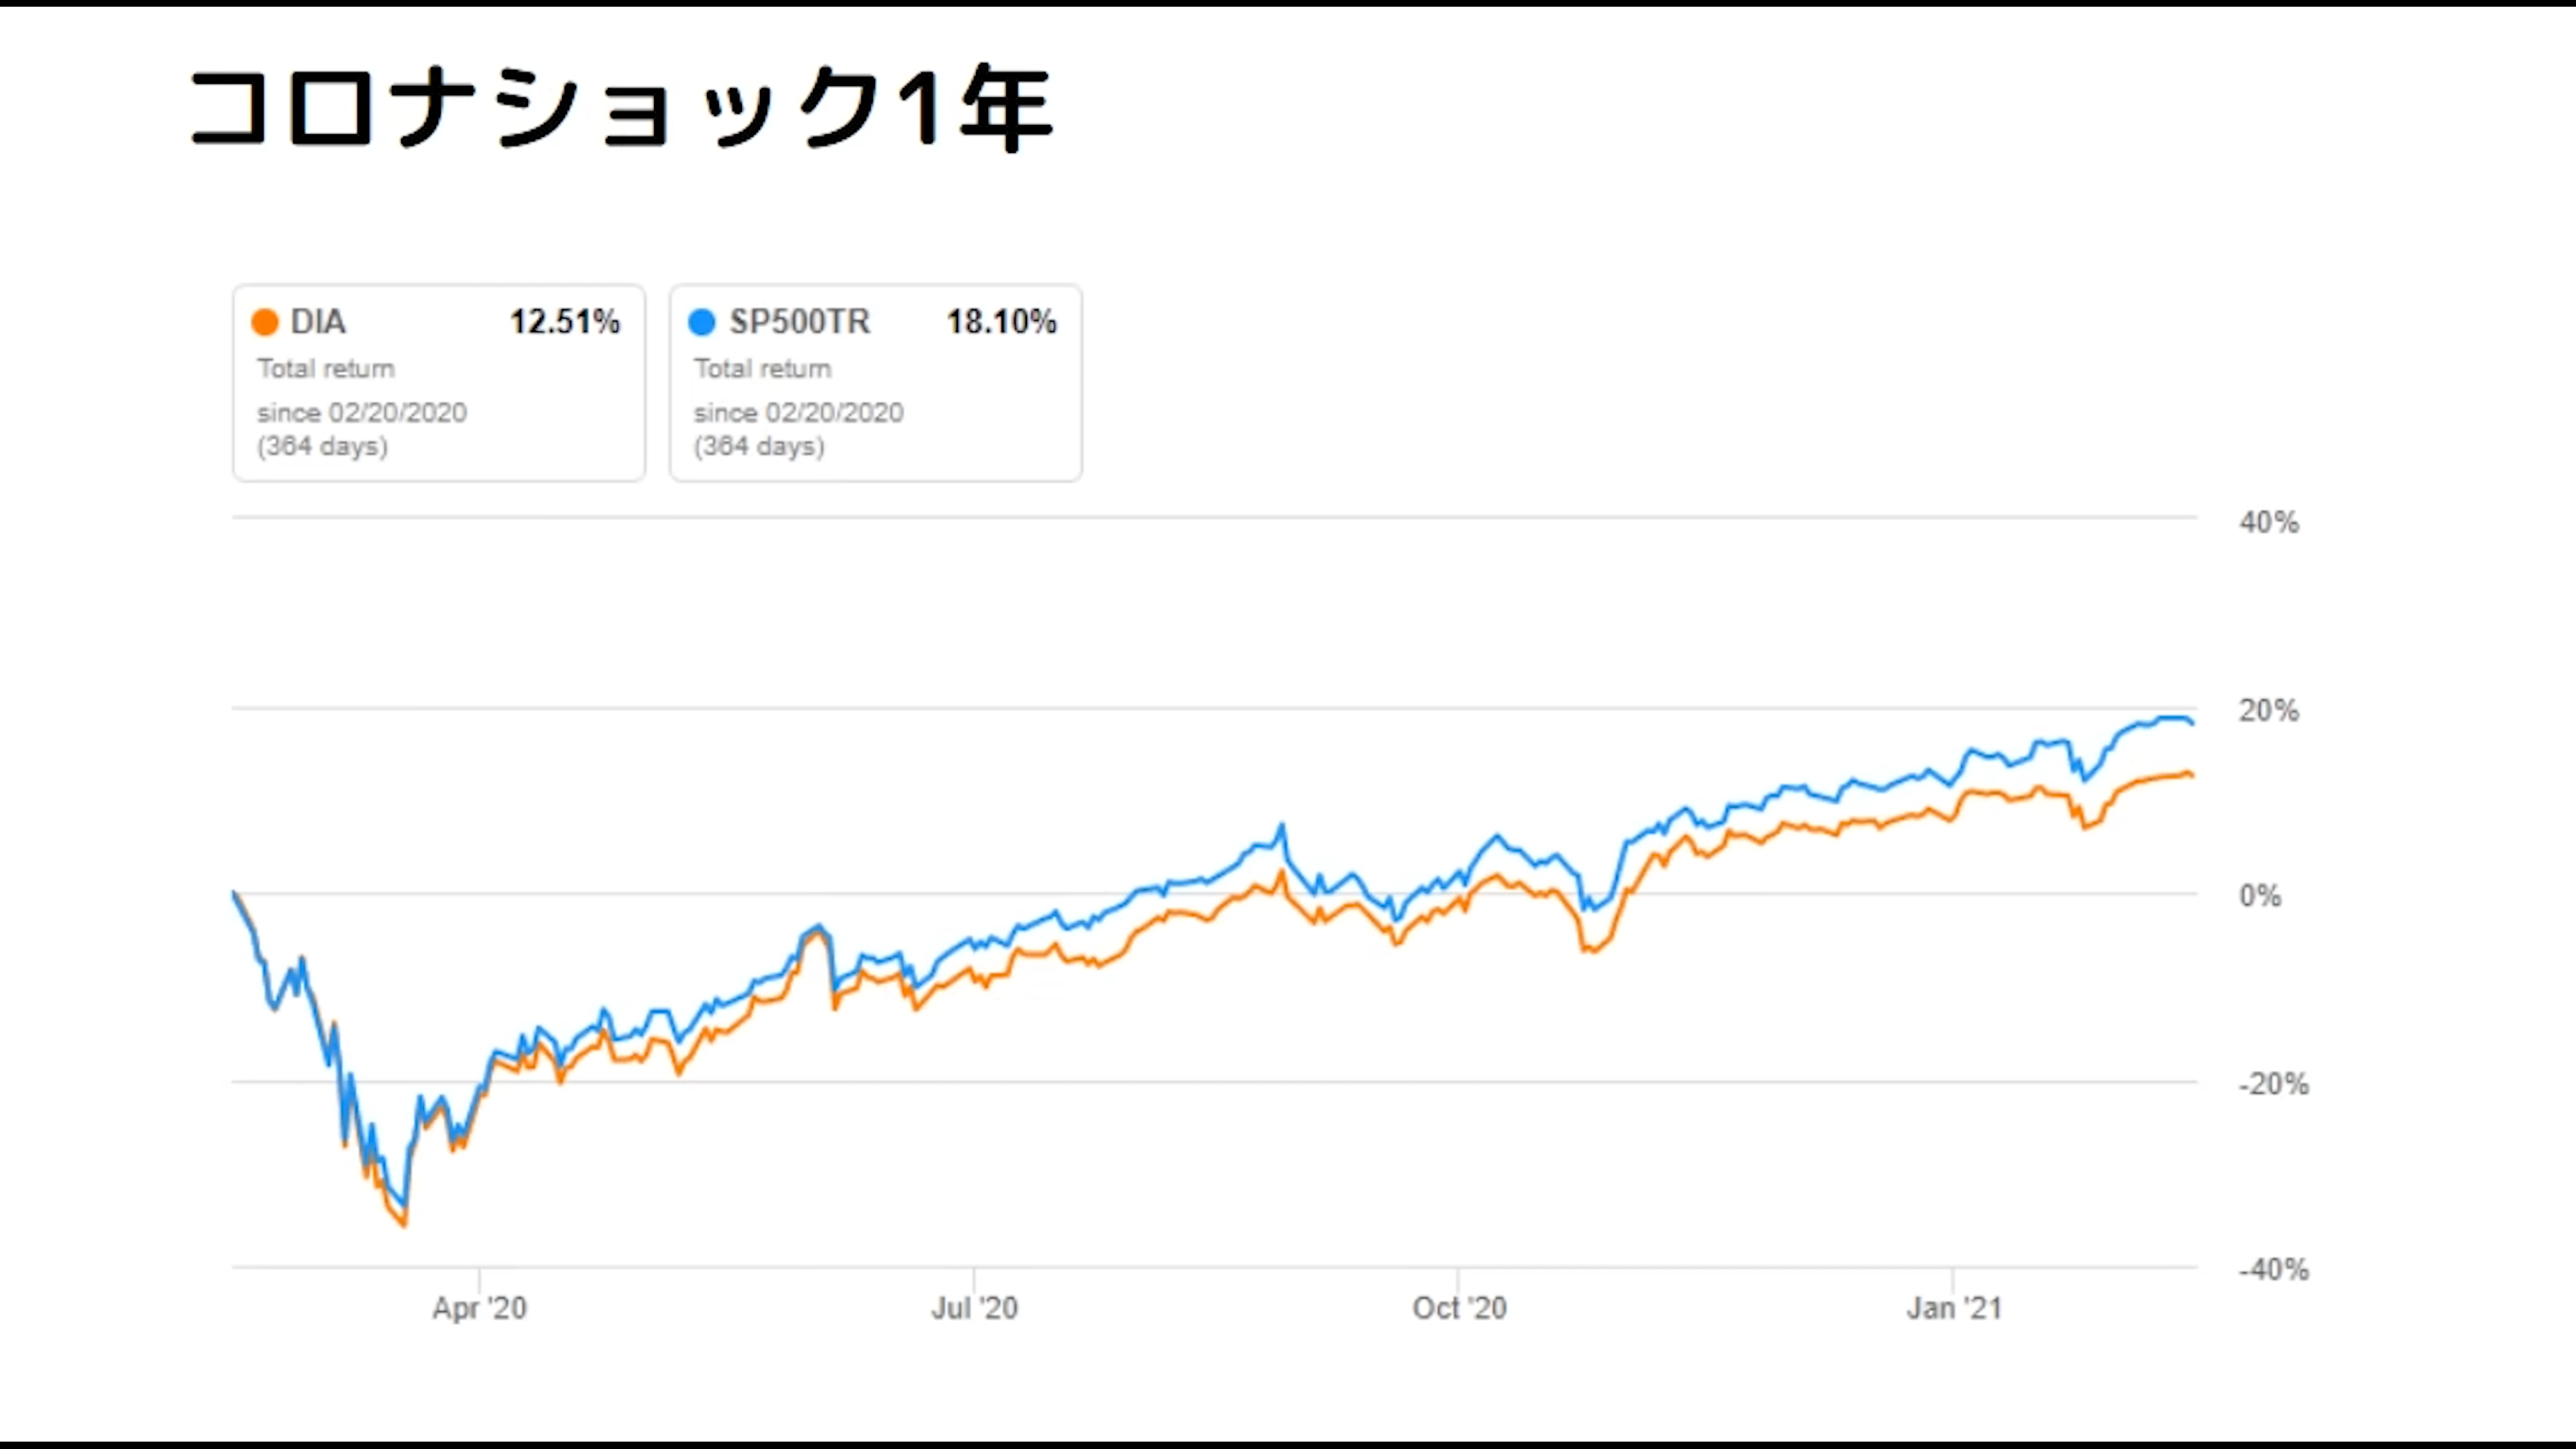 コロナショック1年
DIA 12.51%
Total return
since 02/20/2020
(364 days)
SP500TR 18.10%
Total return
since 02/20/2020
(364 days)
40%
20%
0%
-20%
-40%
Apr '20 Jul '20 Oct '20 Jan '21